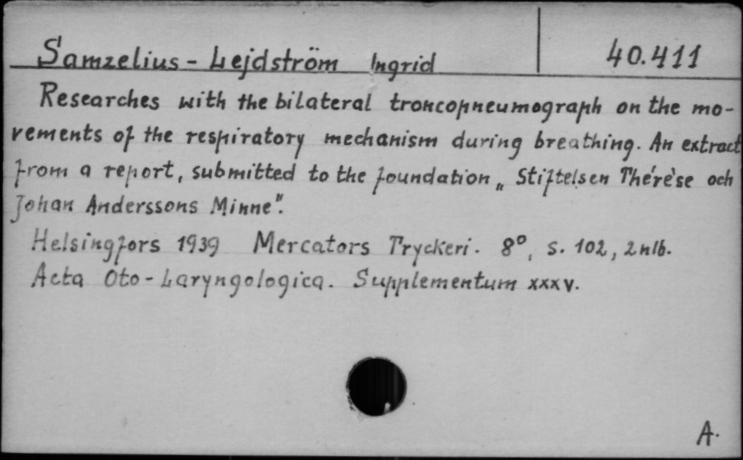 Samzelius - Lejdström Ingrid 40.411
Researches with the bilateral troncopneumograph on the mo-
vements of the respiratory mechanism during breathing. An extract
from a report, submitted to the foundation „Stiftelsen Thérèse och
Johan Anderssons Minne".
Helsingfors 1939 Mercators Tryckeri. 8°, s. 102, 2 nlb.
Acta Oto-Laryngologica. Supplementum xxxv.
A.